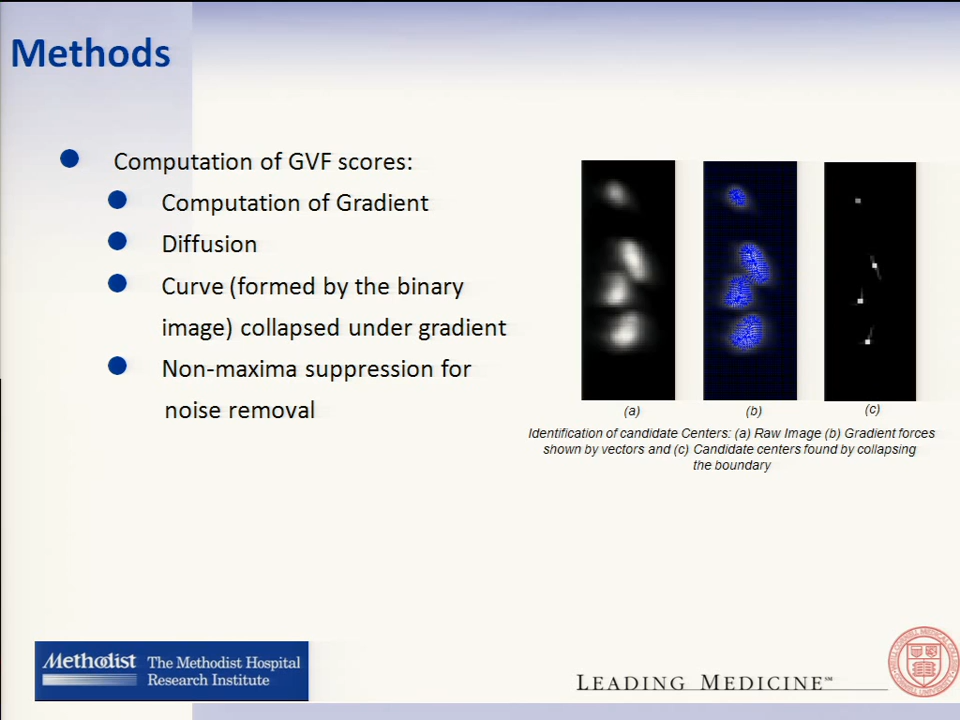 Methods
Computation of GVF scores:
Computation of Gradient
Diffusion
Curve (formed by the binary
image) collapsed under gradient
Non-maxima suppression for
noise removal
(a)
(b)
(c)
Identification of candidate Centers: (a) Raw Image (b) Gradient forces
shown by vectors and (c) Candidate centers found by collapsing
the boundary
Methodist
The Methodist Hospital
Research Institute
LEADING MEDICINE℠